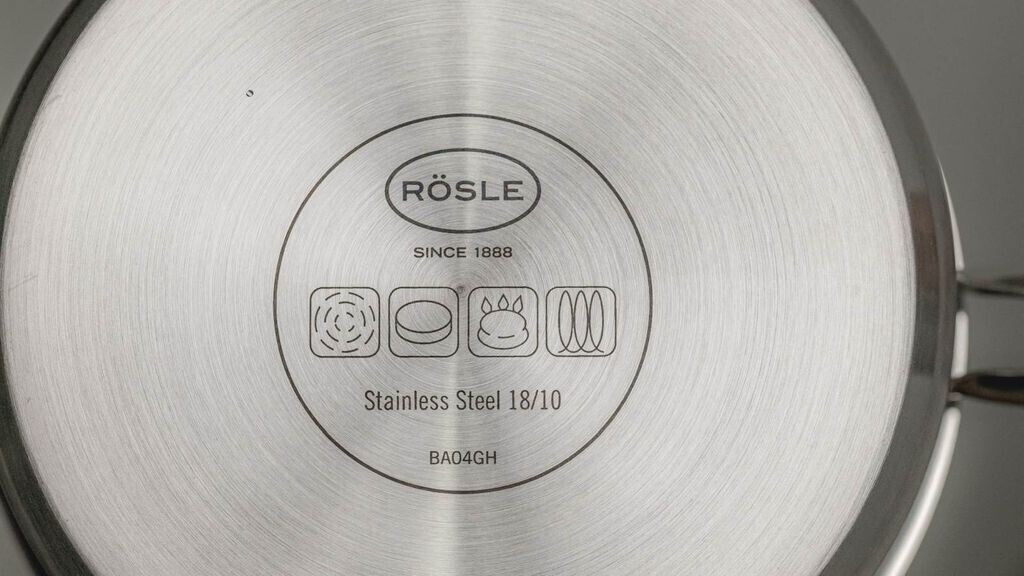 RÖSLE
SINCE 1888
Stainless Steel 18/10
BA04GH